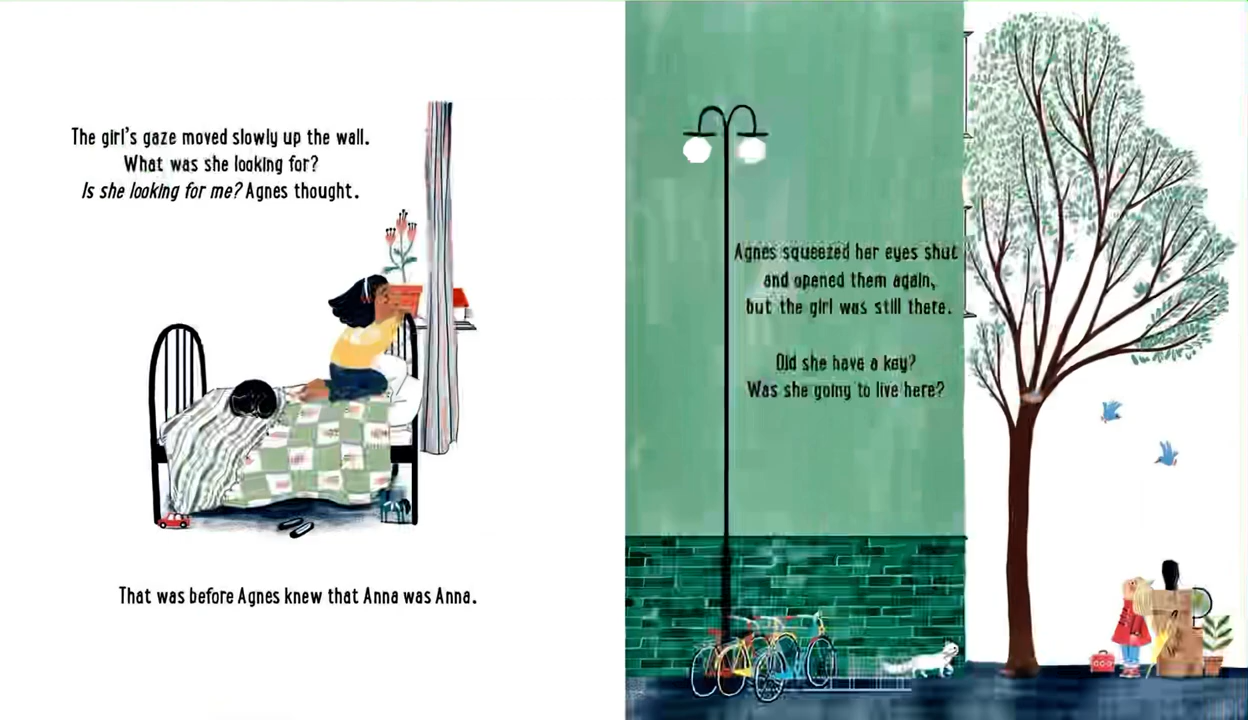 The girl's gaze moved slowly up the wall.
What was she looking for?
Is she looking for me? Agnes thought.
That was before Agnes knew that Anna was Anna.
Agnes squeezed her eyes shut
and opened them again,
but the girl was still there.
Did she have a key?
Was she going to live here?